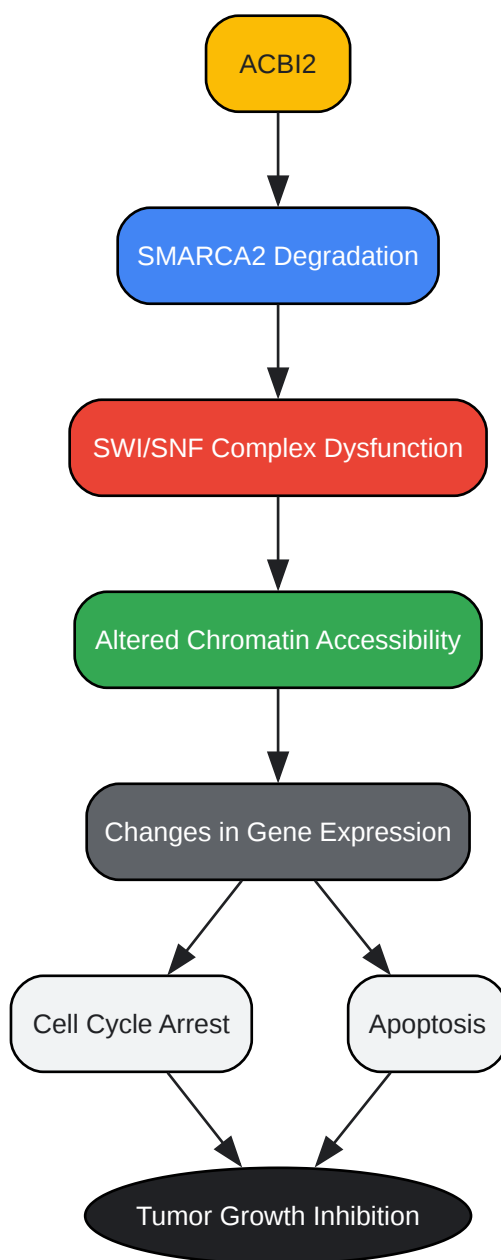 ACBI2
SMARCA2 Degradation
SWI/SNF Complex Dysfunction
Altered Chromatin Accessibility
Changes in Gene Expression
Cell Cycle Arrest
Apoptosis
Tumor Growth Inhibition